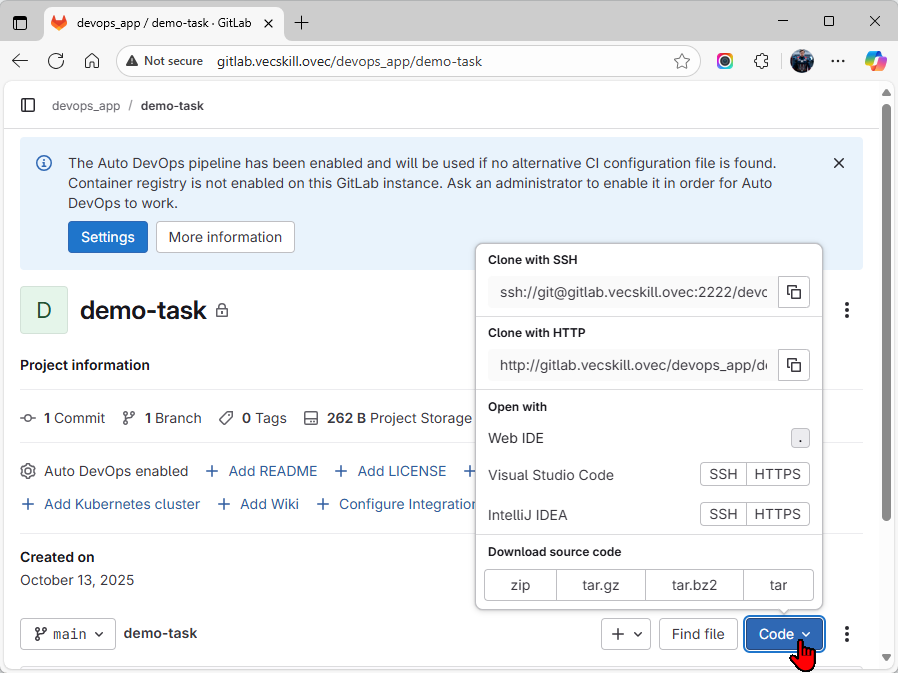 devops_app / demo-task · GitLab
Not secure gitlab.vecskill.ovec/devops_app/demo-task
devops_app / demo-task
The Auto DevOps pipeline has been enabled and will be used if no alternative CI configuration file is found.
Container registry is not enabled on this GitLab instance. Ask an administrator to enable it in order for Auto
DevOps to work.
Settings More information
D demo-task
Project information
1 Commit 1 Branch 0 Tags 262 B Project Storage
Auto DevOps enabled + Add README + Add LICENSE +
+ Add Kubernetes cluster + Add Wiki + Configure Integration
Created on
October 13, 2025
main demo-task + Find file Code
Clone with SSH
ssh://git@gitlab.vecskill.ovec:2222/devo
Clone with HTTP
http://gitlab.vecskill.ovec/devops_app/de
Open with
Web IDE .
Visual Studio Code SSH HTTPS
IntelliJ IDEA SSH HTTPS
Download source code
zip tar.gz tar.bz2 tar